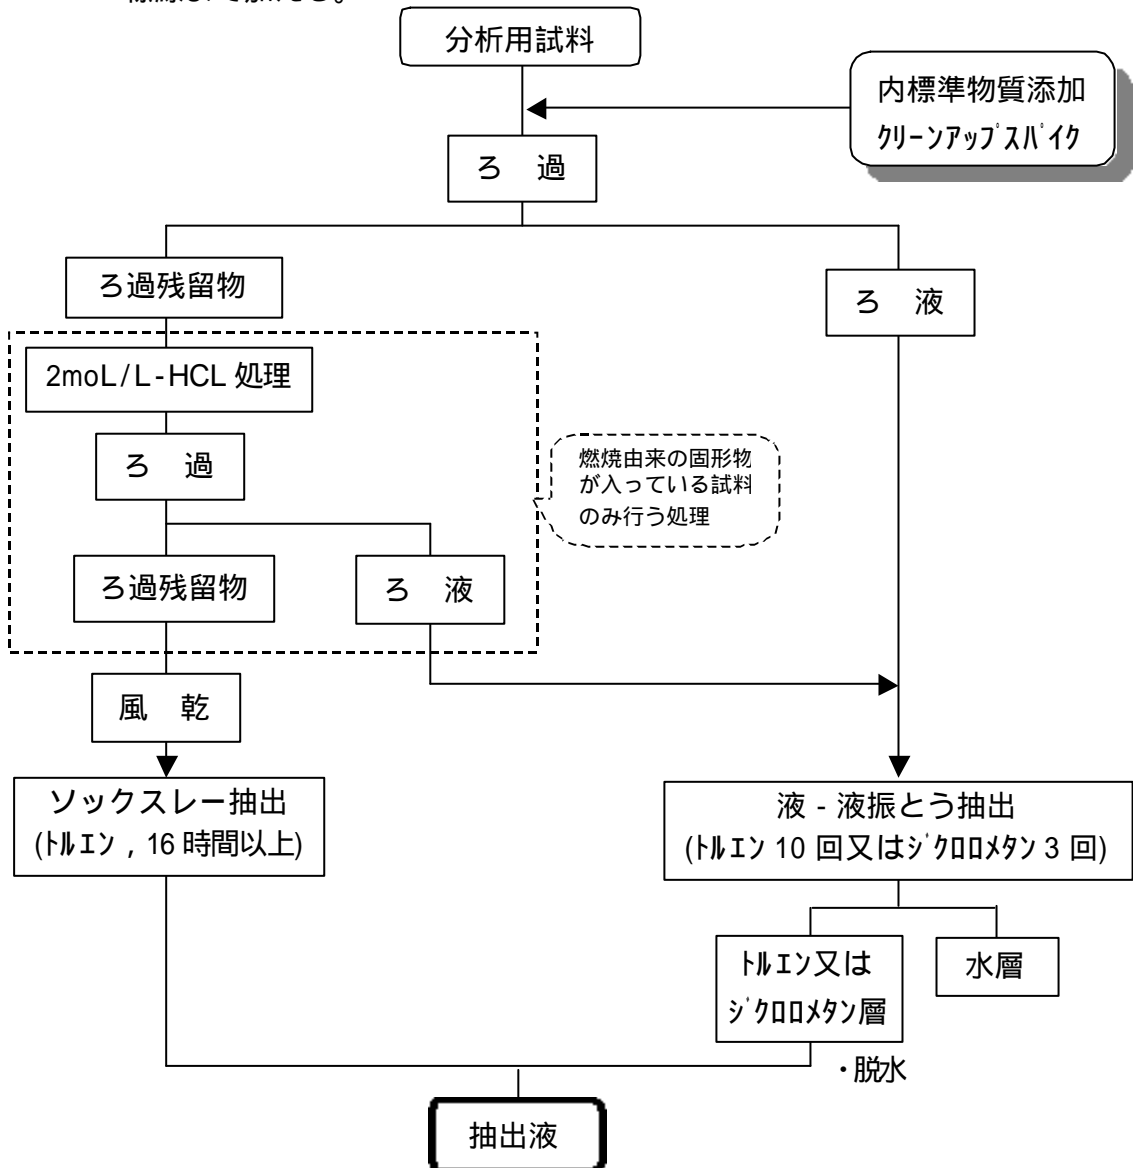 分析用試料
内標準物質添加
ｸﾘｰﾝｱｯﾌﾟｽﾊﾟｲｸ
ろ　過
ろ過残留物
ろ　液
2moL/L-HCL 処理
ろ　過
燃焼由来の固形物
が入っている試料
のみ行う処理
ろ過残留物
ろ　液
風　乾
ソックスレー抽出
(ﾄﾙｴﾝ , 16 時間以上)
液 - 液振とう抽出
(ﾄﾙｴﾝ 10 回又はｼﾞｸﾛﾛﾒﾀﾝ 3 回)
ﾄﾙｴﾝ又は
ｼﾞｸﾛﾛﾒﾀﾝ層
水層
・脱水
抽出液